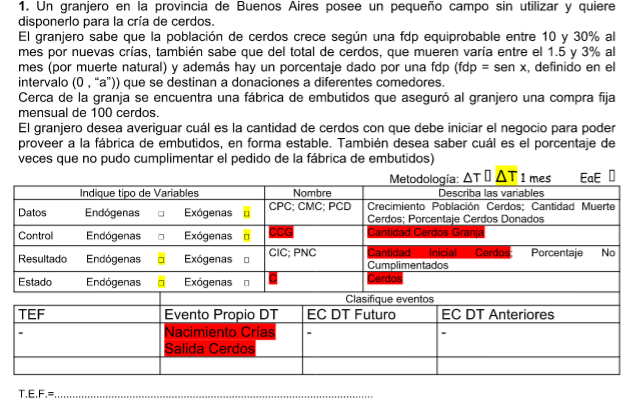 1. Un granjero en la provincia de Buenos Aires posee un pequeño campo sin utilizar y quiere
disponerlo para la cría de cerdos.
El granjero sabe que la población de cerdos crece según una fdp equiprobable entre 10 y 30% al
mes por nuevas crías, también sabe que del total de cerdos, que mueren varía entre el 1.5 y 3% al
mes (por muerte natural) y además hay un porcentaje dado por una fdp (fdp = sen x, definido en el
intervalo (0 , “a”)) que se destinan a donaciones a diferentes comedores.
Cerca de la granja se encuentra una fábrica de embutidos que aseguró al granjero una compra fija
mensual de 100 cerdos.
El granjero desea averiguar cuál es la cantidad de cerdos con que debe iniciar el negocio para poder
proveer a la fábrica de embutidos, en forma estable. También desea saber cuál es el porcentaje de
veces que no pudo cumplimentar el pedido de la fábrica de embutidos)
Metodología: ΔT ▯ ΔT 1 mes EaE ▯
Indique tipo de Variables Nombre Describa las variables
Datos Endógenas □ Exógenas □ CPC; CMC; PCD Crecimiento Población Cerdos; Cantidad Muerte
Cerdos; Porcentaje Cerdos Donados
Control Endógenas □ Exógenas □ CCG Cantidad Cerdos Granja
Resultado Endógenas □ Exógenas □ CIC; PNC Cantidad Inicial Cerdos; Porcentaje No
Cumplimentados
Estado Endógenas □ Exógenas □ C Cerdos
Clasifique eventos
TEF Evento Propio DT EC DT Futuro EC DT Anteriores
- Nacimiento Crías - -
Salida Cerdos
T.E.F.=....................................................................................................